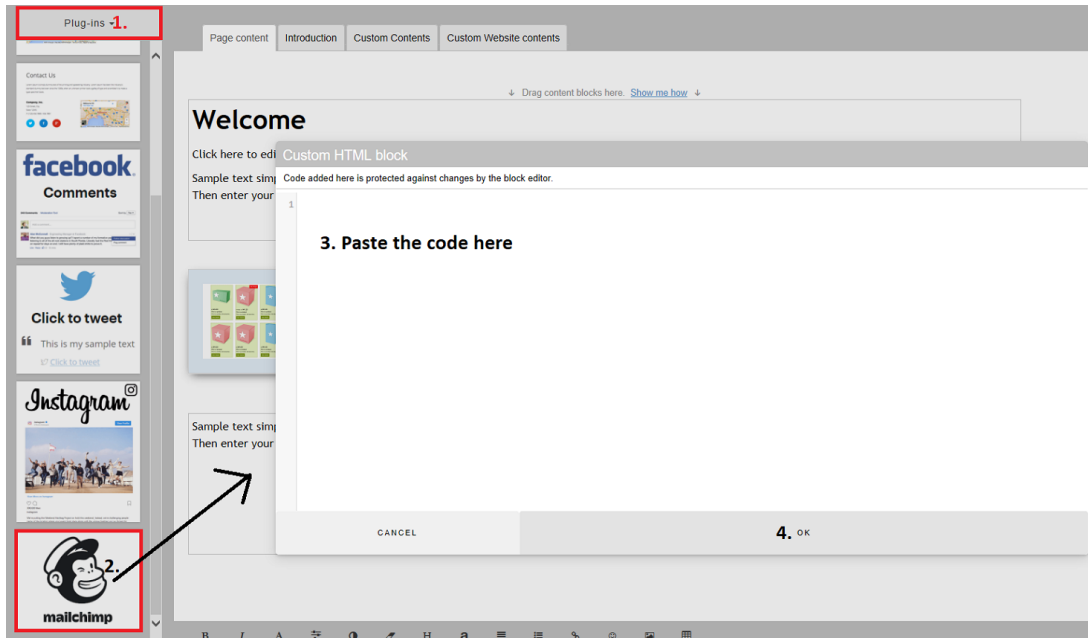 Plug-ins
1.
Page content
Introduction
Custom Contents
Custom Website contents
Contact Us
↓ Drag content blocks here. Show me how ↓
Welcome
Click here to edi
Sample text simp
Then enter your
Custom HTML block
Code added here is protected against changes by the block editor.
1
3. Paste the code here
facebook.
Comments
Click to tweet
This is my sample text
Click to tweet
Instagram
Sample text simp
Then enter your
2.
mailchimp
CANCEL
4. OK
B I A H a